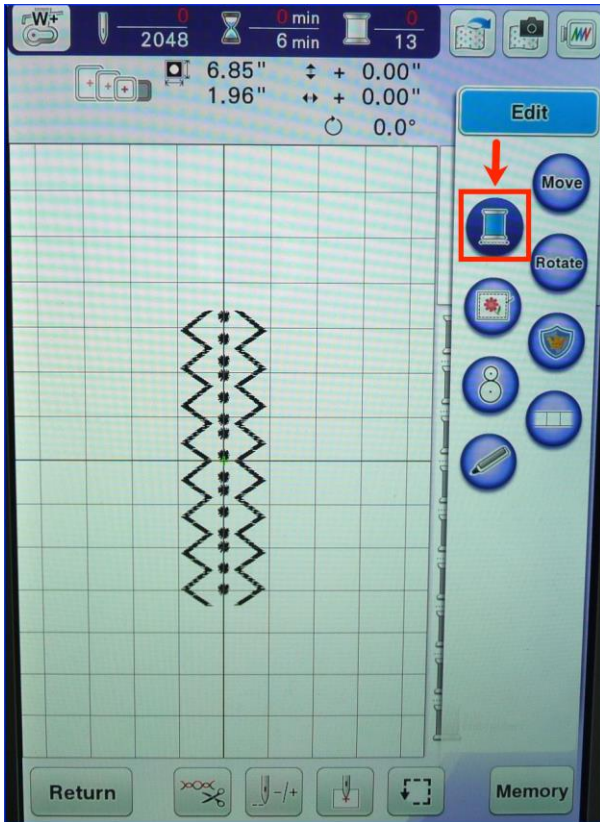 W+
0
2048
0 min
6 min
0
13
6.85" + 0.00"
1.96" + 0.00"
0.0°
Edit
Move
Rotate
Return
-/+
Memory